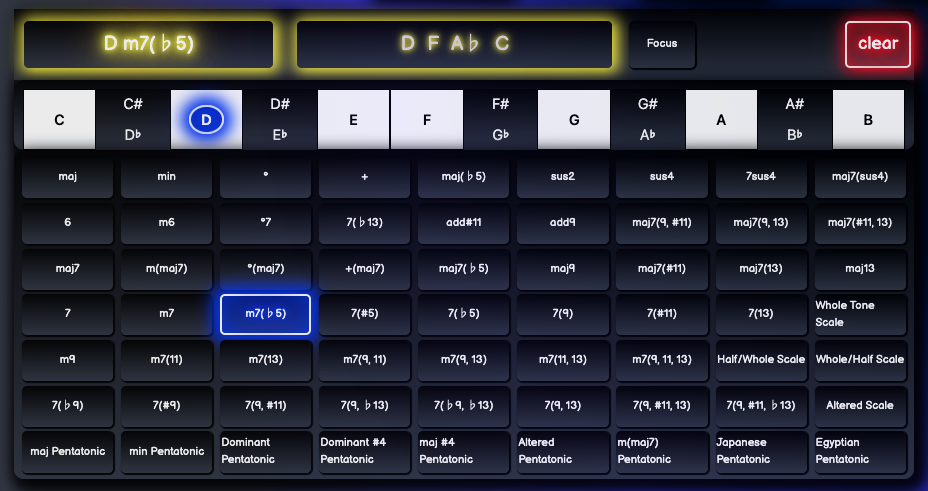 D m7(♭5) D F A♭ C Focus clear
C C# D D# E F F# G G# A A# B
D♭ E♭ G♭ A♭ B♭
maj min ° + maj(♭5) sus2 sus4 7sus4 maj7(sus4)
6 m6 °7 7(♭13) add#11 add9 maj7(9, #11) maj7(9, 13) maj7(#11, 13)
maj7 m(maj7) °(maj7) +(maj7) maj7(♭5) maj9 maj7(#11) maj7(13) maj13
7 m7 m7(♭5) 7(#5) 7(♭5) 7(9) 7(#11) 7(13) Whole Tone
Scale
m9 m7(11) m7(13) m7(9, 11) m7(9, 13) m7(11, 13) m7(9, 11, 13) Half/Whole Scale Whole/Half Scale
7(♭9) 7(#9) 7(9, #11) 7(9, ♭13) 7(♭9, ♭13) 7(9, 13) 7(9, #11, 13) 7(9, #11, ♭13) Altered Scale
maj Pentatonic min Pentatonic Dominant Dominant #4 maj #4 Altered m(maj7) Japanese Egyptian
Pentatonic Pentatonic Pentatonic Pentatonic Pentatonic Pentatonic Pentatonic